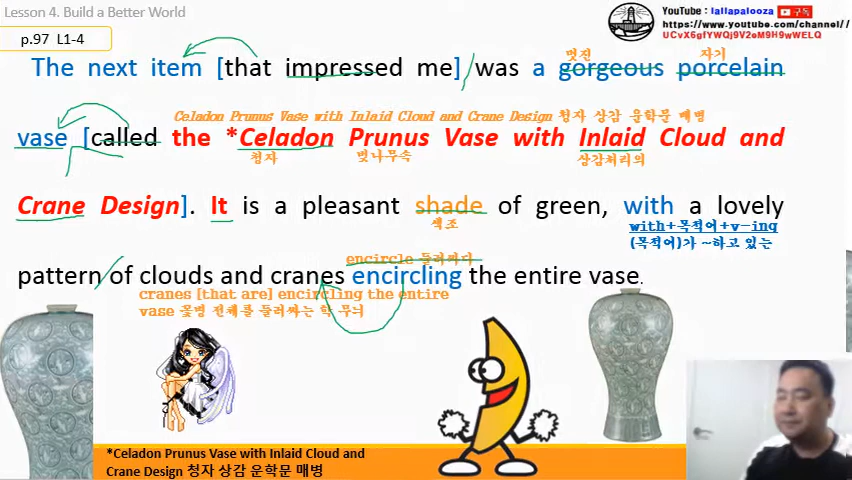 Lesson 4. Build a Better World
YouTube : lallapalooza 구독
https://www.youtube.com/channel/
UCvX6gfYWQj9V2eM9H9wWELQ
p.97 L1-4
멋진 자기
The next item [that impressed me] was a gorgeous porcelain
Celadon Prunus Vase with Inlaid Cloud and Crane Design 청자 상감 운학문 매병
vase [called the *Celadon Prunus Vase with Inlaid Cloud and
청자 벚나무속 상감처리의
Crane Design]. It is a pleasant shade of green, with a lovely
색조 with+목적어+v-ing
(목적어)가 ~하고 있는
encircle 둘러싸다
pattern of clouds and cranes encircling the entire vase.
cranes [that are] encircling the entire
vase 꽃병 전체를 둘러싸는 학 무늬
*Celadon Prunus Vase with Inlaid Cloud and
Crane Design 청자 상감 운학문 매병